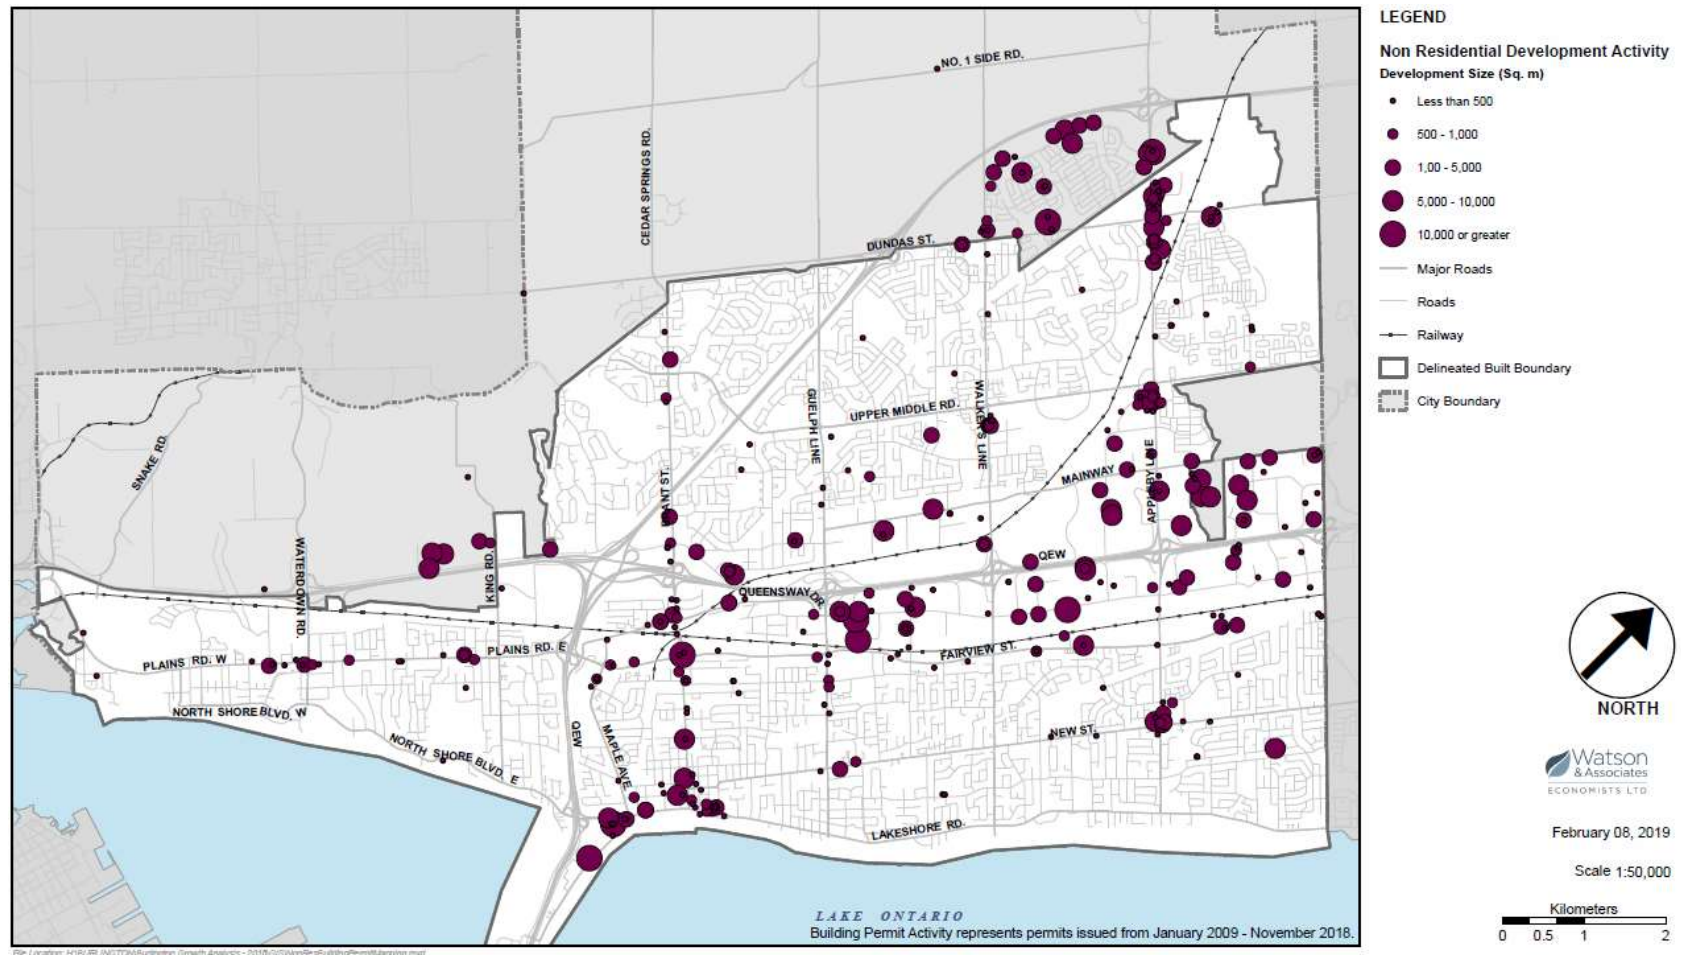 NO. 1 SIDE RD.
CEDAR SPRINGS RD.
DUNDAS ST.
GUELPH LINE
UPPER MIDDLE RD.
WALKER'S LINE
SNAKE RD.
MAINWAY
APPLEBY LINE
WATERDOWN RD.
KING RD.
QEW
QUEENSWAY DR.
PLAINS RD. W
PLAINS RD. E
FAIRVIEW ST.
NORTH SHORE BLVD. W
NORTH SHORE BLVD. E
QEW
MAPLE AVE.
NEW ST.
LAKESHORE RD.
LAKE ONTARIO
Building Permit Activity represents permits issued from January 2009 - November 2018.
LEGEND
Non Residential Development Activity
Development Size (Sq. m)
Less than 500
500 - 1,000
1,00 - 5,000
5,000 - 10,000
10,000 or greater
Major Roads
Roads
Railway
Delineated Built Boundary
City Boundary
NORTH
Watson
& Associates
ECONOMISTS LTD.
February 08, 2019
Scale 1:50,000
Kilometers
0 0.5 1 2